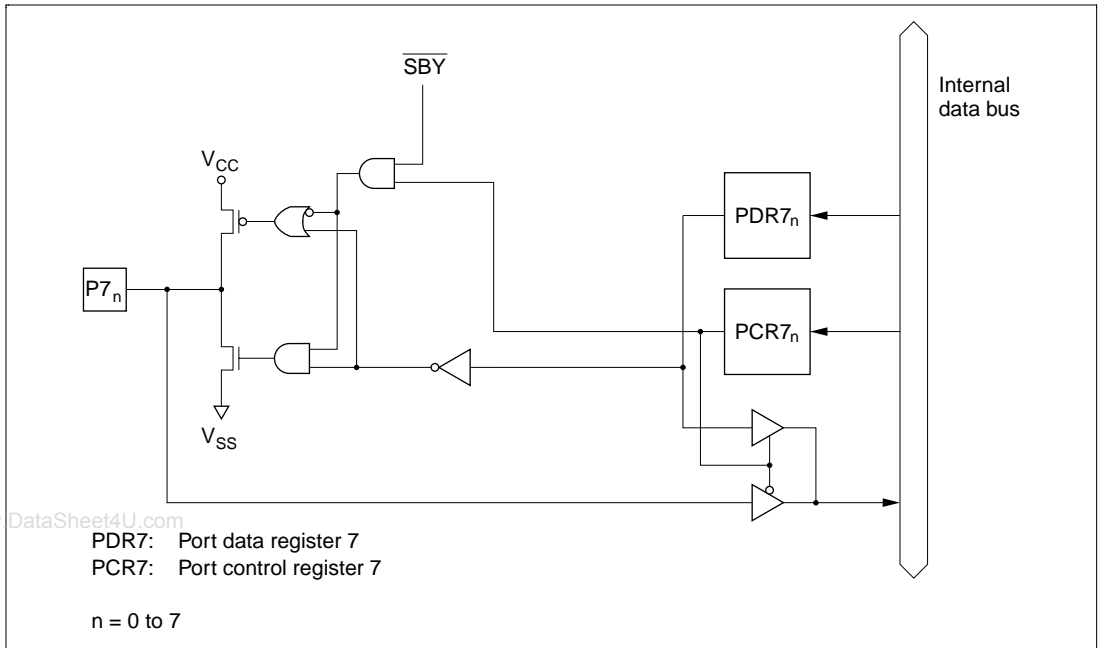 SBY
Internal
data bus
VCC
PDR7n
P7n
PCR7n
VSS
.DataSheet4U.com
PDR7: Port data register 7
PCR7: Port control register 7
n = 0 to 7